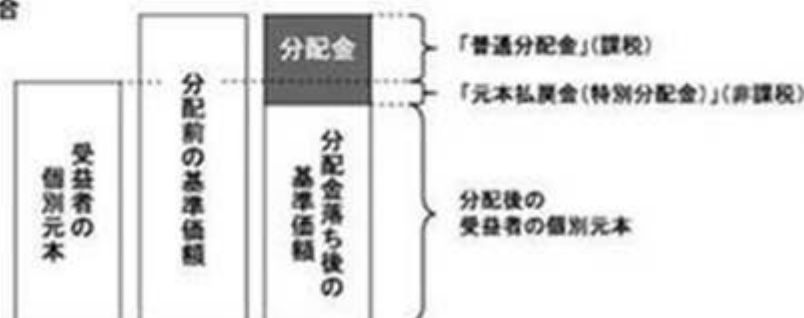 合
受益者の
個別元本
分配前の基準価額
分配金
分配金落ち後の
基準価額
「普通分配金」(課税)
「元本払戻金(特別分配金)」(非課税)
分配後の
受益者の個別元本